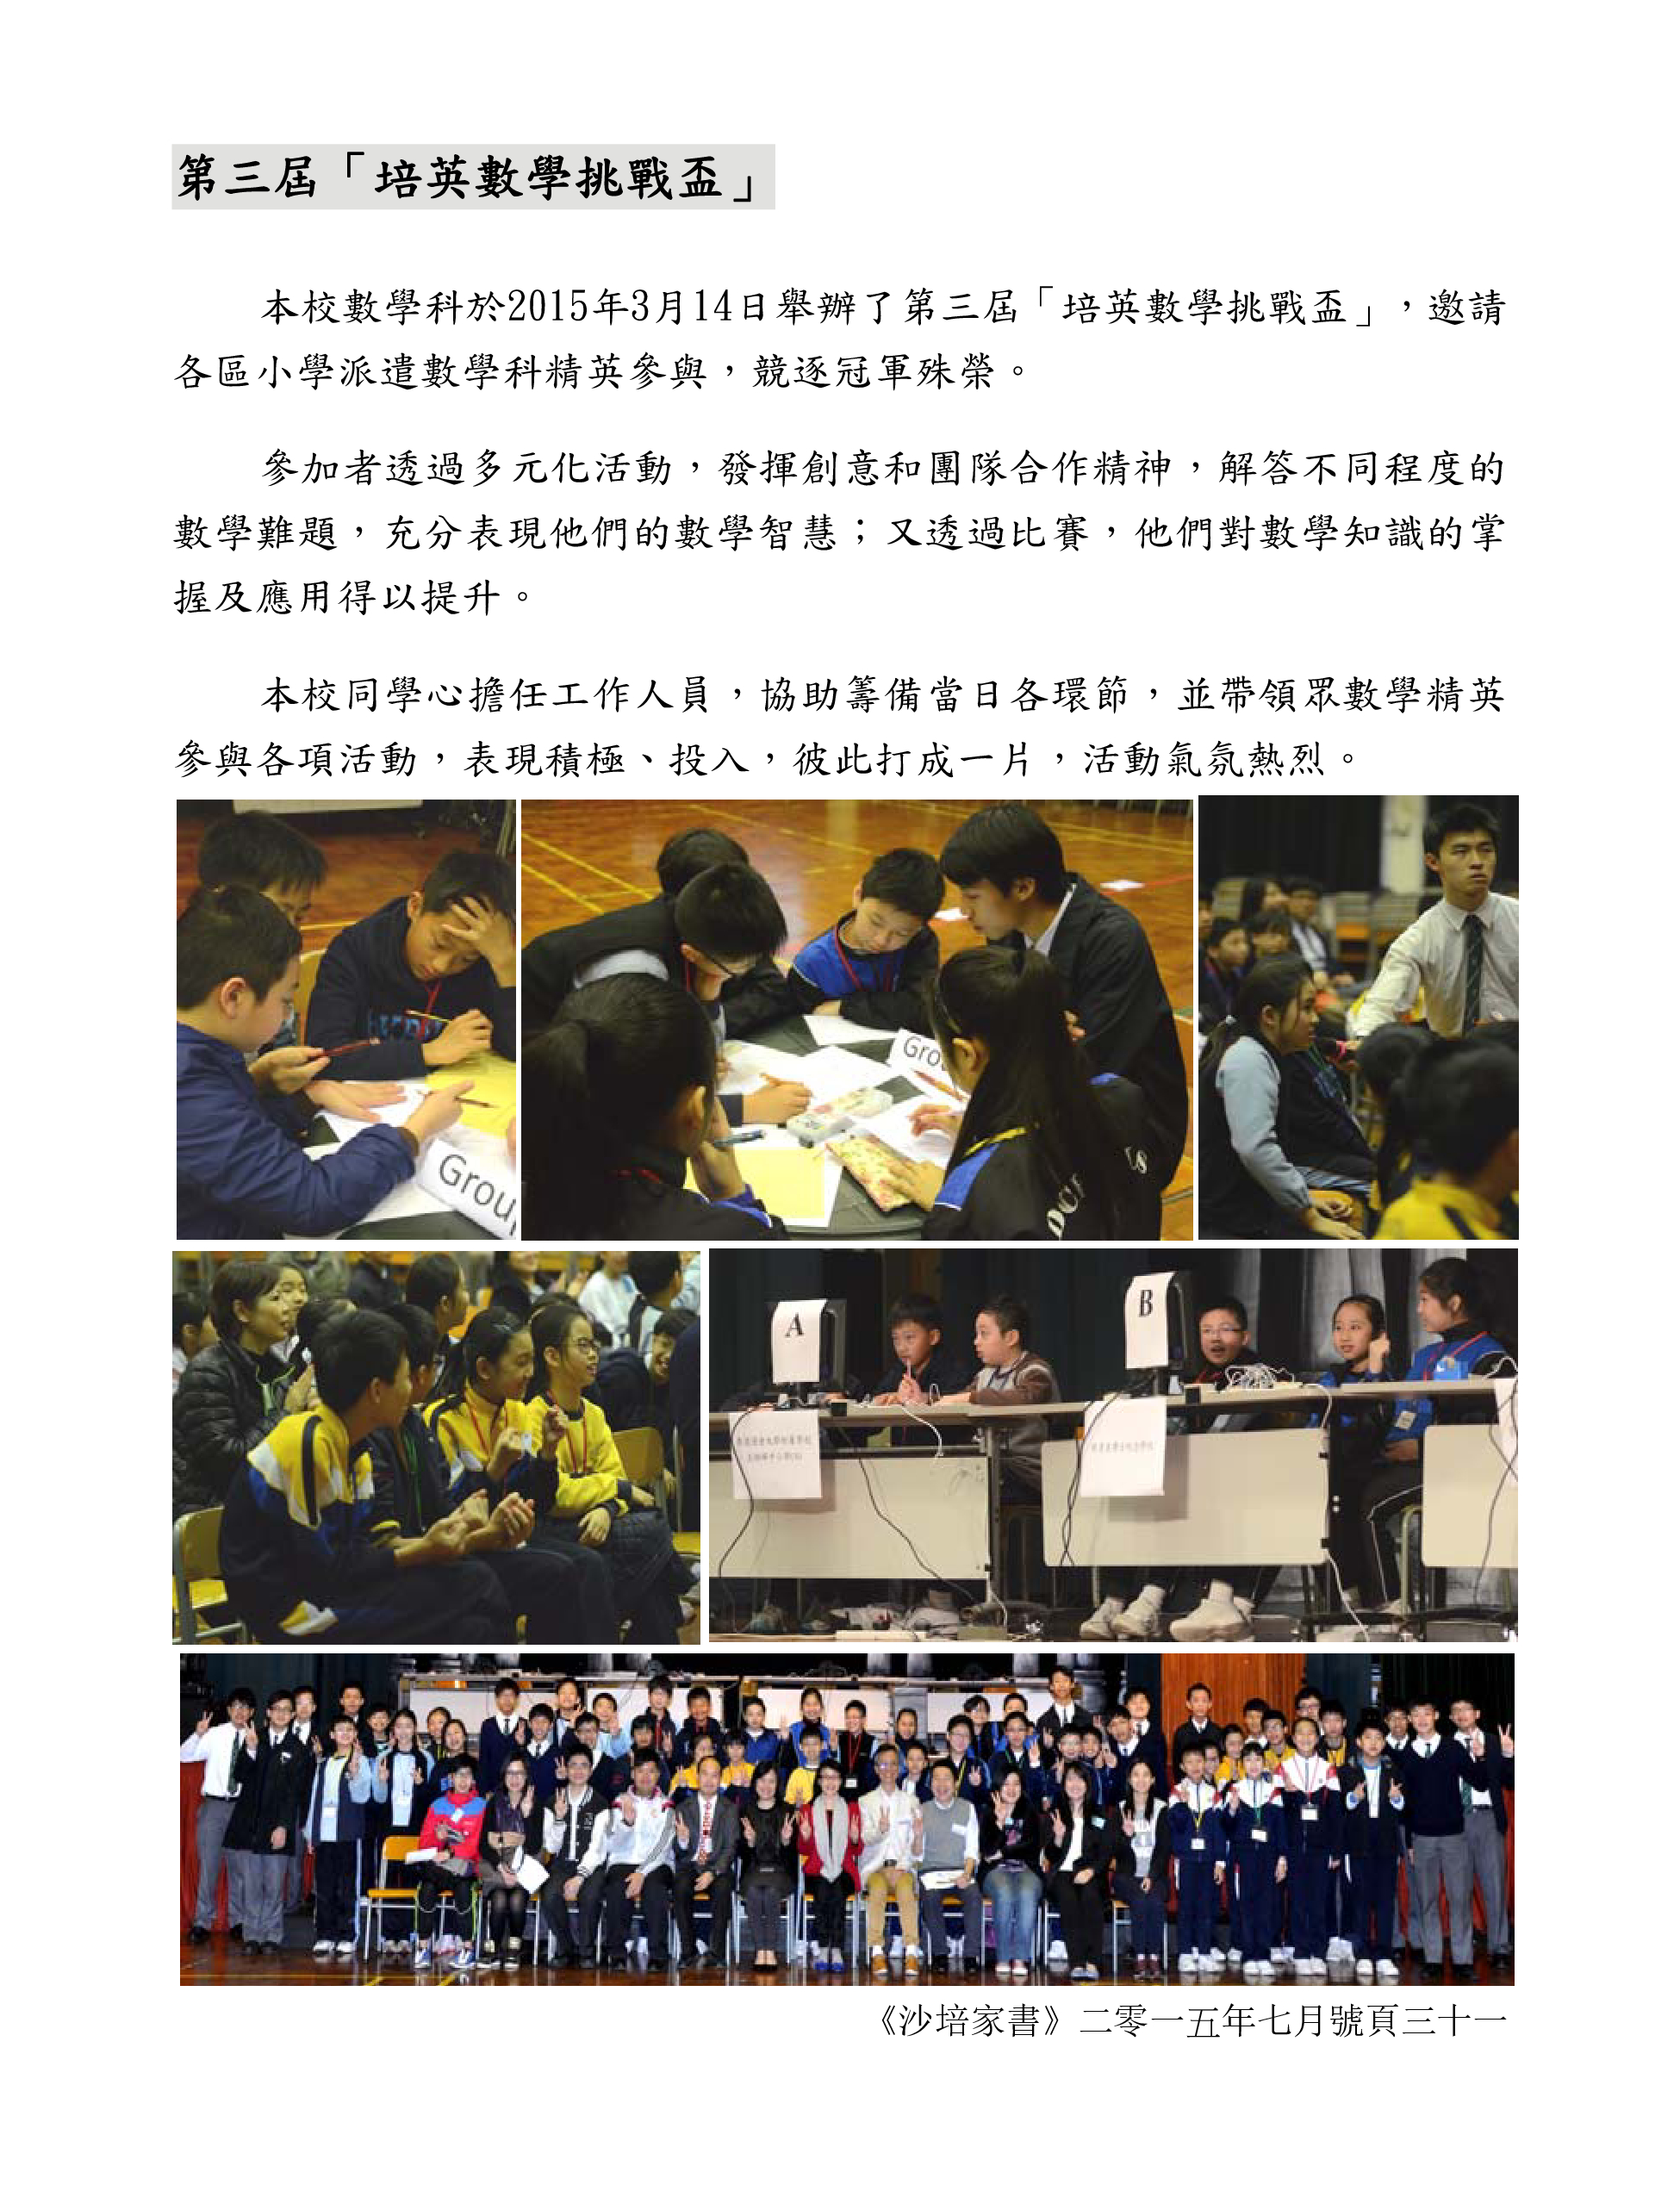 第三屆「培英數學挑戰盃」
本校數學科於2015年3月14日舉辦了第三屆「培英數學挑戰盃」，邀請
各區小學派遣數學科精英參與，競逐冠軍殊榮。
參加者透過多元化活動，發揮創意和團隊合作精神，解答不同程度的
數學難題，充分表現他們的數學智慧；又透過比賽，他們對數學知識的掌
握及應用得以提升。
本校同學心擔任工作人員，協助籌備當日各環節，並帶領眾數學精英
參與各項活動，表現積極、投入，彼此打成一片，活動氣氛熱烈。
Grou
Gro
A
B
《沙培家書》二零一五年七月號頁三十一